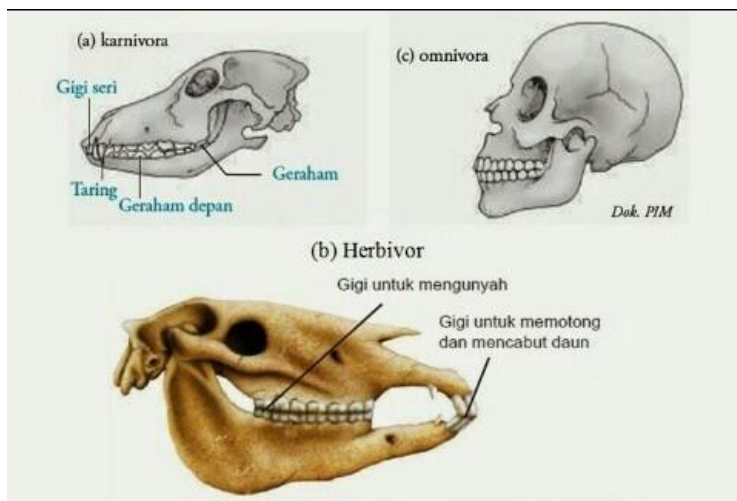 (a) karnivora
Gigi seri
Taring
Geraham depan
Geraham
(c) omnivora
Dok. PIM
(b) Herbivor
Gigi untuk mengunyah
Gigi untuk memotong
dan mencabut daun